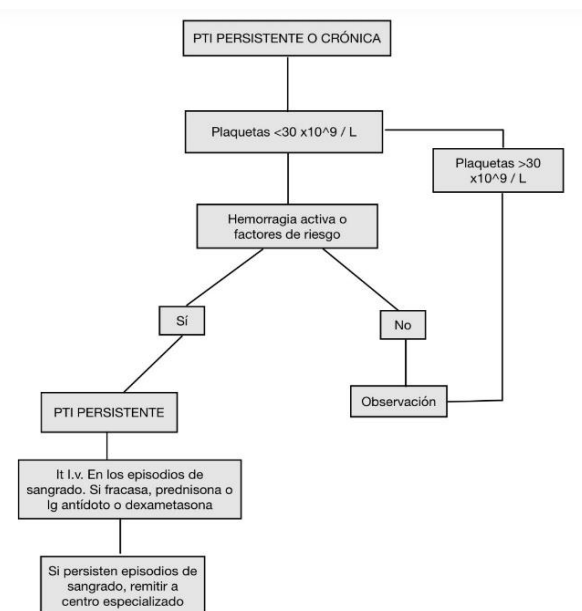 PTI PERSISTENTE O CRÓNICA
Plaquetas <30 x10^9 / L
Plaquetas >30
x10^9 / L
Hemorragia activa o
factores de riesgo
Sí
No
Observación
PTI PERSISTENTE
It I.v. En los episodios de
sangrado. Si fracasa, prednisona o
Ig antídoto o dexametasona
Si persisten episodios de
sangrado, remitir a
centro especializado